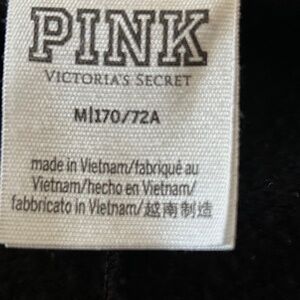 PINK
VICTORIA'S SECRET
M|170/72A
made in Vietnam/fabriqué au
Vietnam/hecho en Vietnam/
fabbricato in Vietnam/越南制造